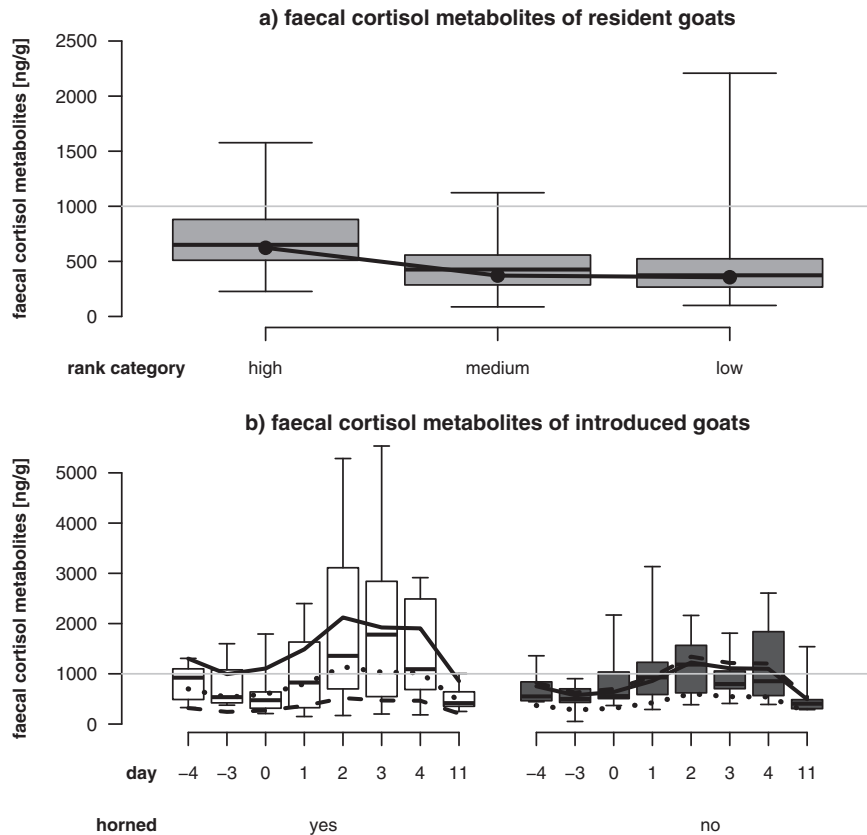 a) faecal cortisol metabolites of resident goats
faecal cortisol metabolites [ng/g]
2500
2000
1500
1000
500
0
rank category high medium low
b) faecal cortisol metabolites of introduced goats
faecal cortisol metabolites [ng/g]
5000
4000
3000
2000
1000
0
day −4 −3 0 1 2 3 4 11 −4 −3 0 1 2 3 4 11
horned yes no